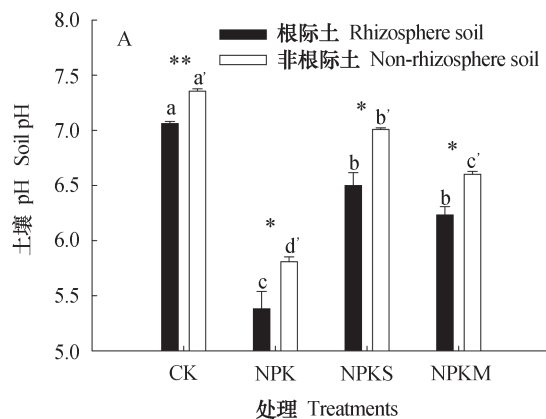 A
根际土 Rhizosphere soil
非根际土 Non-rhizosphere soil
土壤 pH Soil pH
8.0
7.5
7.0
6.5
6.0
5.5
5.0
**
a
a’
*
c
d’
*
b
b’
*
b
c’
CK NPK NPKS NPKM
处理 Treatments